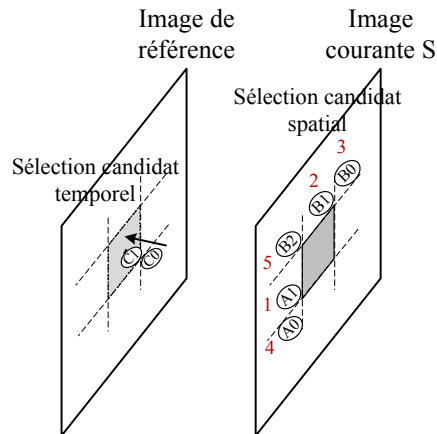 Image de
référence
Image
courante S
Sélection candidat
spatial
3
B0
2
B1
Sélection candidat
temporel
B2
5
C1
C0
A1
1
A0
4